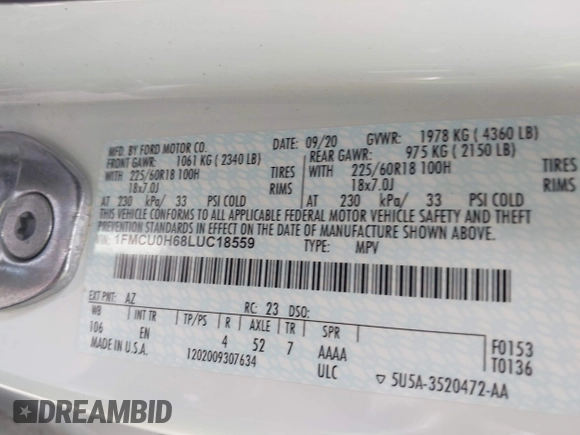 MFD. BY FORD MOTOR CO.
DATE: 09/20 GVWR: 1978 KG ( 4360 LB)
FRONT GAWR: 1061 KG ( 2340 LB) REAR GAWR: 975 KG ( 2150 LB)
WITH 225/60R18 100H TIRES WITH 225/60R18 100H TIRES
18x7.0J RIMS 18x7.0J RIMS
AT 230 kPa/ 33 PSI COLD AT 230 kPa/ 33 PSI COLD
THIS VEHICLE CONFORMS TO ALL APPLICABLE FEDERAL MOTOR VEHICLE SAFETY AND THEFT
PREVENTION STANDARDS IN EFFECT ON THE DATE OF MANUFACTURE SHOWN ABOVE.
1FMCU0H68LUC18559 TYPE: MPV
EXT PNT: AZ RC: 23 DSO:
WB INT TR TP/PS R AXLE TR SPR
106 EN 4 52 7 AAAA
MADE IN U.S.A. 1202009307634 ULC
F0153
T0136
▽ 5U5A-3520472-AA
DREAMBID